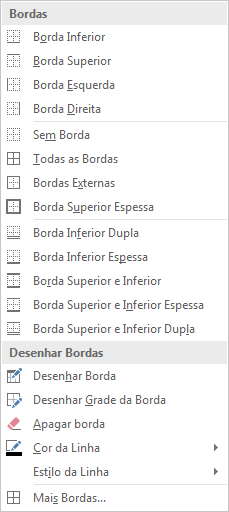 Bordas
Borda Inferior
Borda Superior
Borda Esquerda
Borda Direita
Sem Borda
Todas as Bordas
Bordas Externas
Borda Superior Espessa
Borda Inferior Dupla
Borda Inferior Espessa
Borda Superior e Inferior
Borda Superior e Inferior Espessa
Borda Superior e Inferior Dupla
Desenhar Bordas
Desenhar Borda
Desenhar Grade da Borda
Apagar borda
Cor da Linha
Estilo da Linha
Mais Bordas...